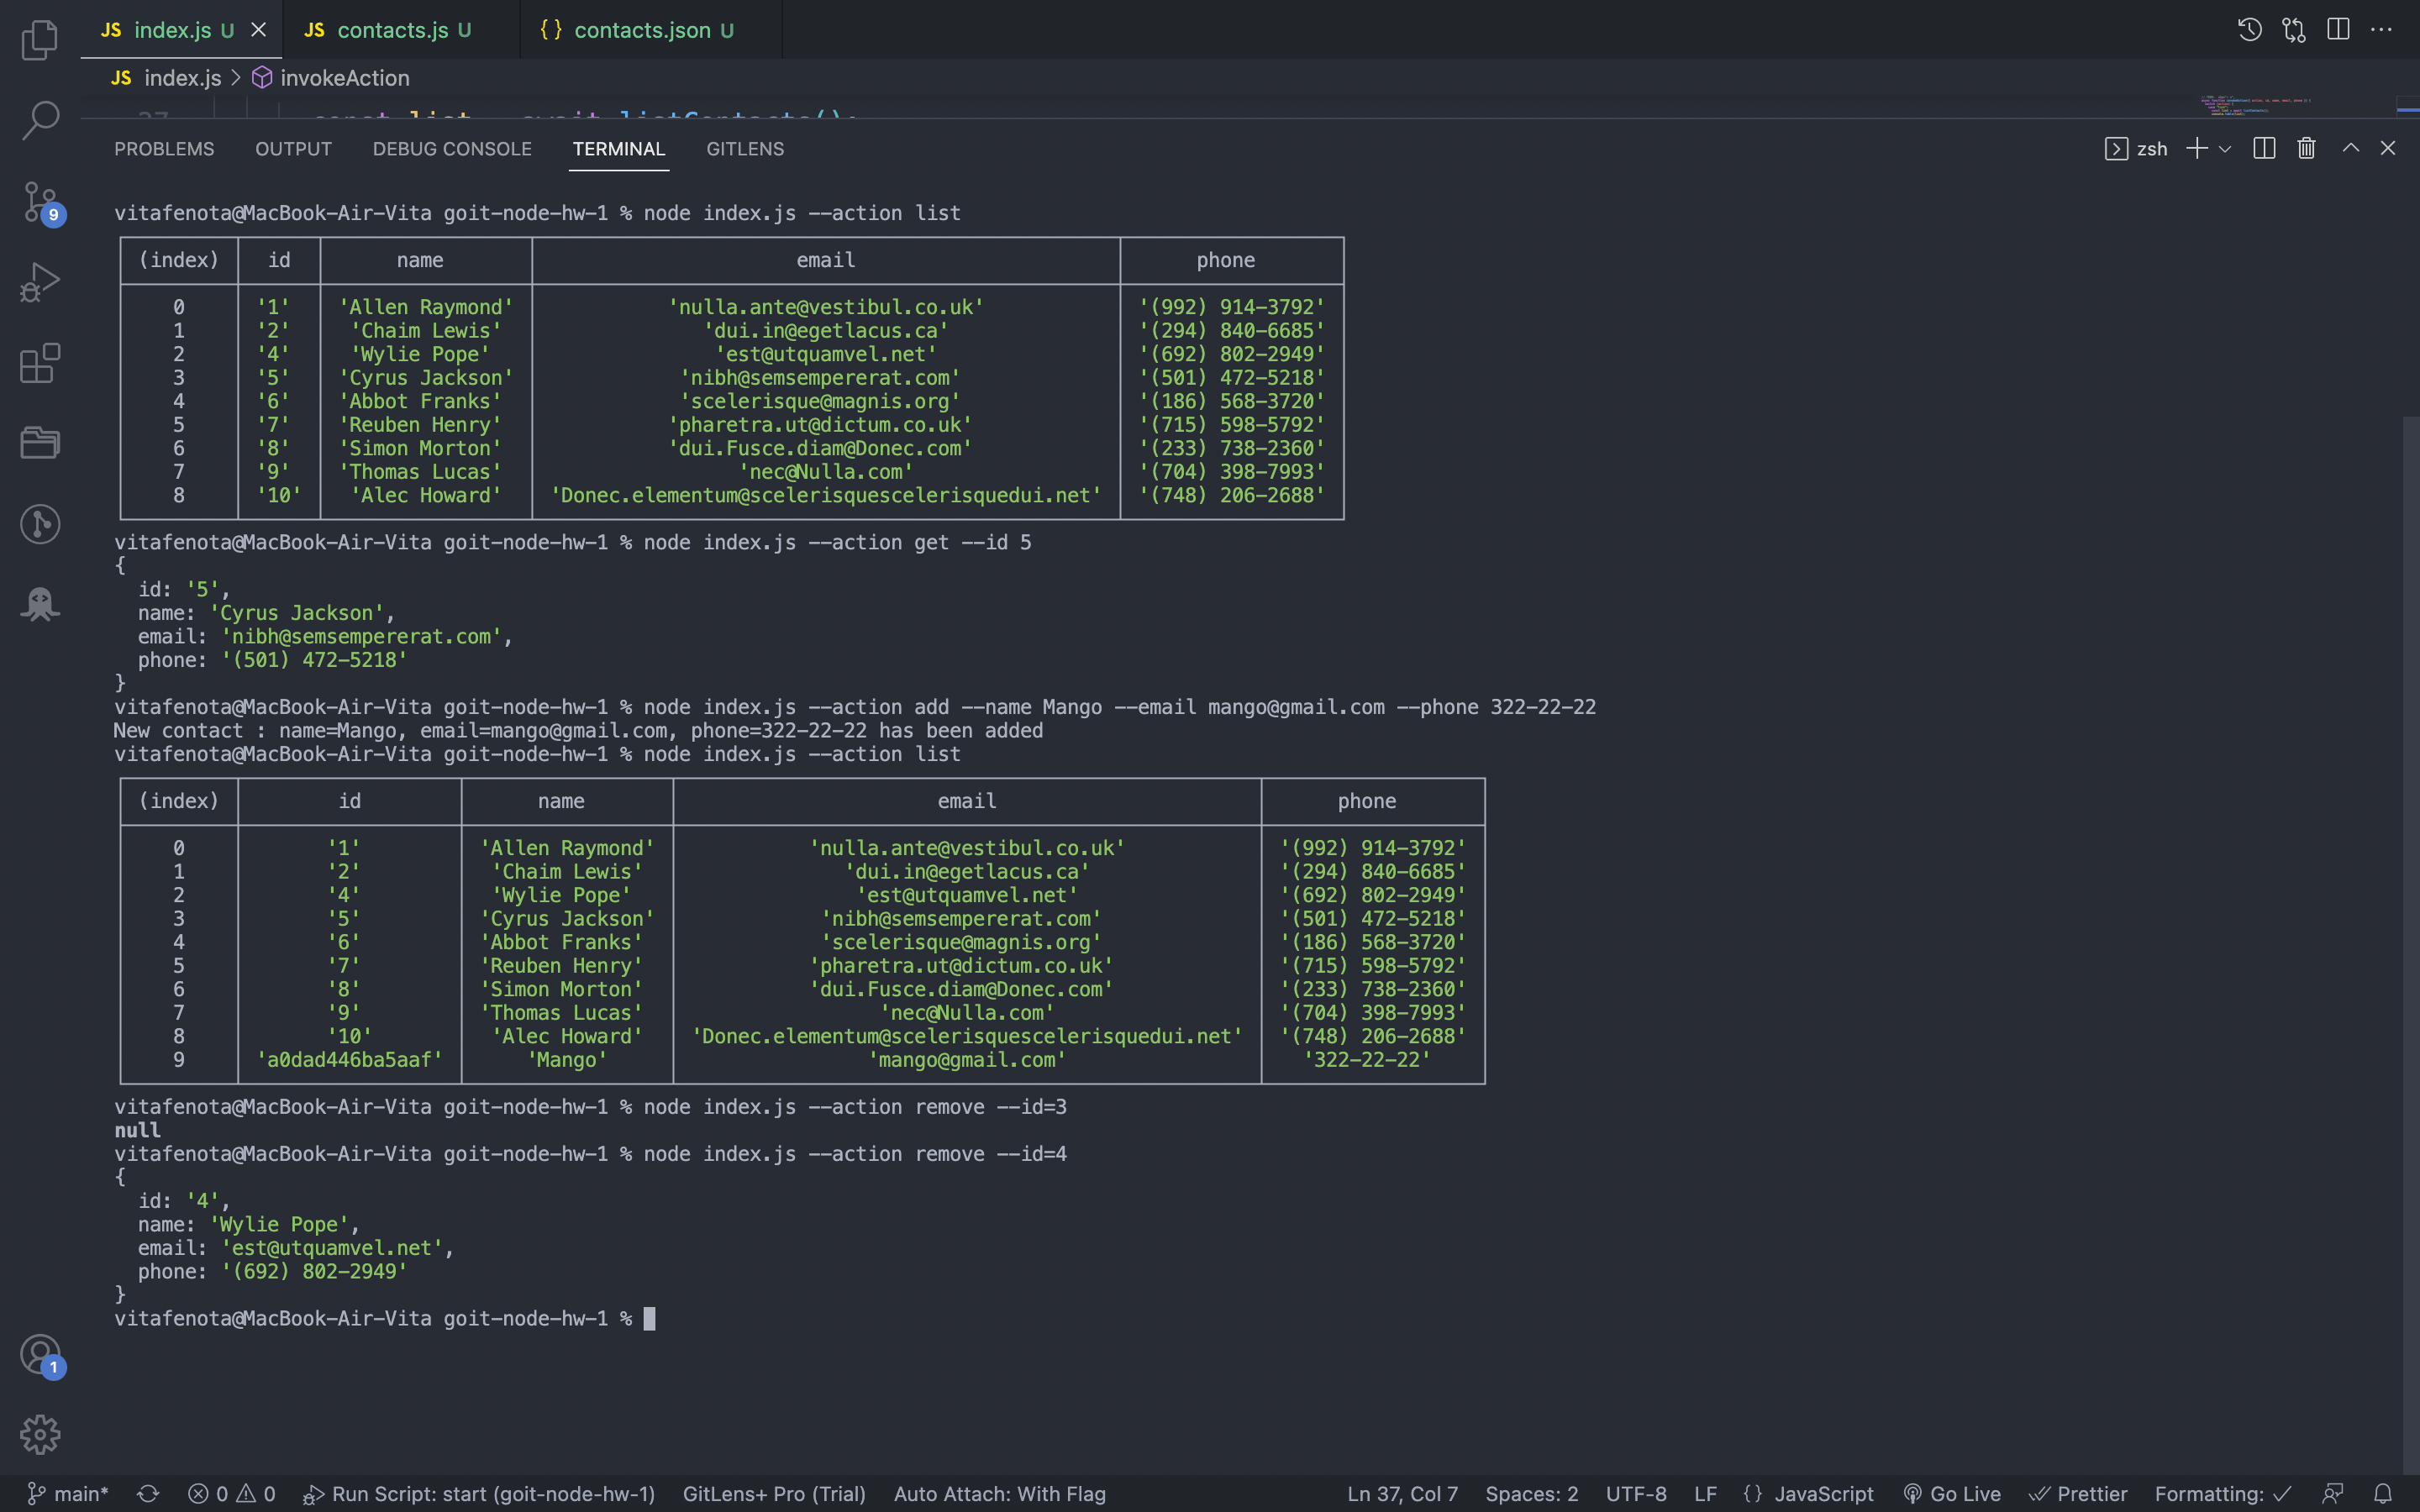 JS index.js U
JS contacts.js U
{} contacts.json U
JS index.js > invokeAction
37 const list = await listContacts();
PROBLEMS OUTPUT DEBUG CONSOLE TERMINAL GITLENS
zsh
9
vitafenota@MacBook-Air-Vita goit-node-hw-1 % node index.js --action list
(index) id name email phone
0 '1' 'Allen Raymond' 'nulla.ante@vestibul.co.uk' '(992) 914-3792'
1 '2' 'Chaim Lewis' 'dui.in@egetlacus.ca' '(294) 840-6685'
2 '4' 'Wylie Pope' 'est@utquamvel.net' '(692) 802-2949'
3 '5' 'Cyrus Jackson' 'nibh@semsempererat.com' '(501) 472-5218'
4 '6' 'Abbot Franks' 'scelerisque@magnis.org' '(186) 568-3720'
5 '7' 'Reuben Henry' 'pharetra.ut@dictum.co.uk' '(715) 598-5792'
6 '8' 'Simon Morton' 'dui.Fusce.diam@Donec.com' '(233) 738-2360'
7 '9' 'Thomas Lucas' 'nec@Nulla.com' '(704) 398-7993'
8 '10' 'Alec Howard' 'Donec.elementum@scelerisquescelerisquedui.net' '(748) 206-2688'
vitafenota@MacBook-Air-Vita goit-node-hw-1 % node index.js --action get --id 5
{
id: '5',
name: 'Cyrus Jackson',
email: 'nibh@semsempererat.com',
phone: '(501) 472-5218'
}
vitafenota@MacBook-Air-Vita goit-node-hw-1 % node index.js --action add --name Mango --email mango@gmail.com --phone 322-22-22
New contact : name=Mango, email=mango@gmail.com, phone=322-22-22 has been added
vitafenota@MacBook-Air-Vita goit-node-hw-1 % node index.js --action list
(index) id name email phone
0 '1' 'Allen Raymond' 'nulla.ante@vestibul.co.uk' '(992) 914-3792'
1 '2' 'Chaim Lewis' 'dui.in@egetlacus.ca' '(294) 840-6685'
2 '4' 'Wylie Pope' 'est@utquamvel.net' '(692) 802-2949'
3 '5' 'Cyrus Jackson' 'nibh@semsempererat.com' '(501) 472-5218'
4 '6' 'Abbot Franks' 'scelerisque@magnis.org' '(186) 568-3720'
5 '7' 'Reuben Henry' 'pharetra.ut@dictum.co.uk' '(715) 598-5792'
6 '8' 'Simon Morton' 'dui.Fusce.diam@Donec.com' '(233) 738-2360'
7 '9' 'Thomas Lucas' 'nec@Nulla.com' '(704) 398-7993'
8 '10' 'Alec Howard' 'Donec.elementum@scelerisquescelerisquedui.net' '(748) 206-2688'
9 'a0dad446ba5aaf' 'Mango' 'mango@gmail.com' '322-22-22'
vitafenota@MacBook-Air-Vita goit-node-hw-1 % node index.js --action remove --id=3
null
vitafenota@MacBook-Air-Vita goit-node-hw-1 % node index.js --action remove --id=4
{
id: '4',
name: 'Wylie Pope',
email: 'est@utquamvel.net',
phone: '(692) 802-2949'
}
vitafenota@MacBook-Air-Vita goit-node-hw-1 %
1
main* 0 0 Run Script: start (goit-node-hw-1) GitLens+ Pro (Trial) Auto Attach: With Flag Ln 37, Col 7 Spaces: 2 UTF-8 LF {} JavaScript Go Live Prettier Formatting: ✓